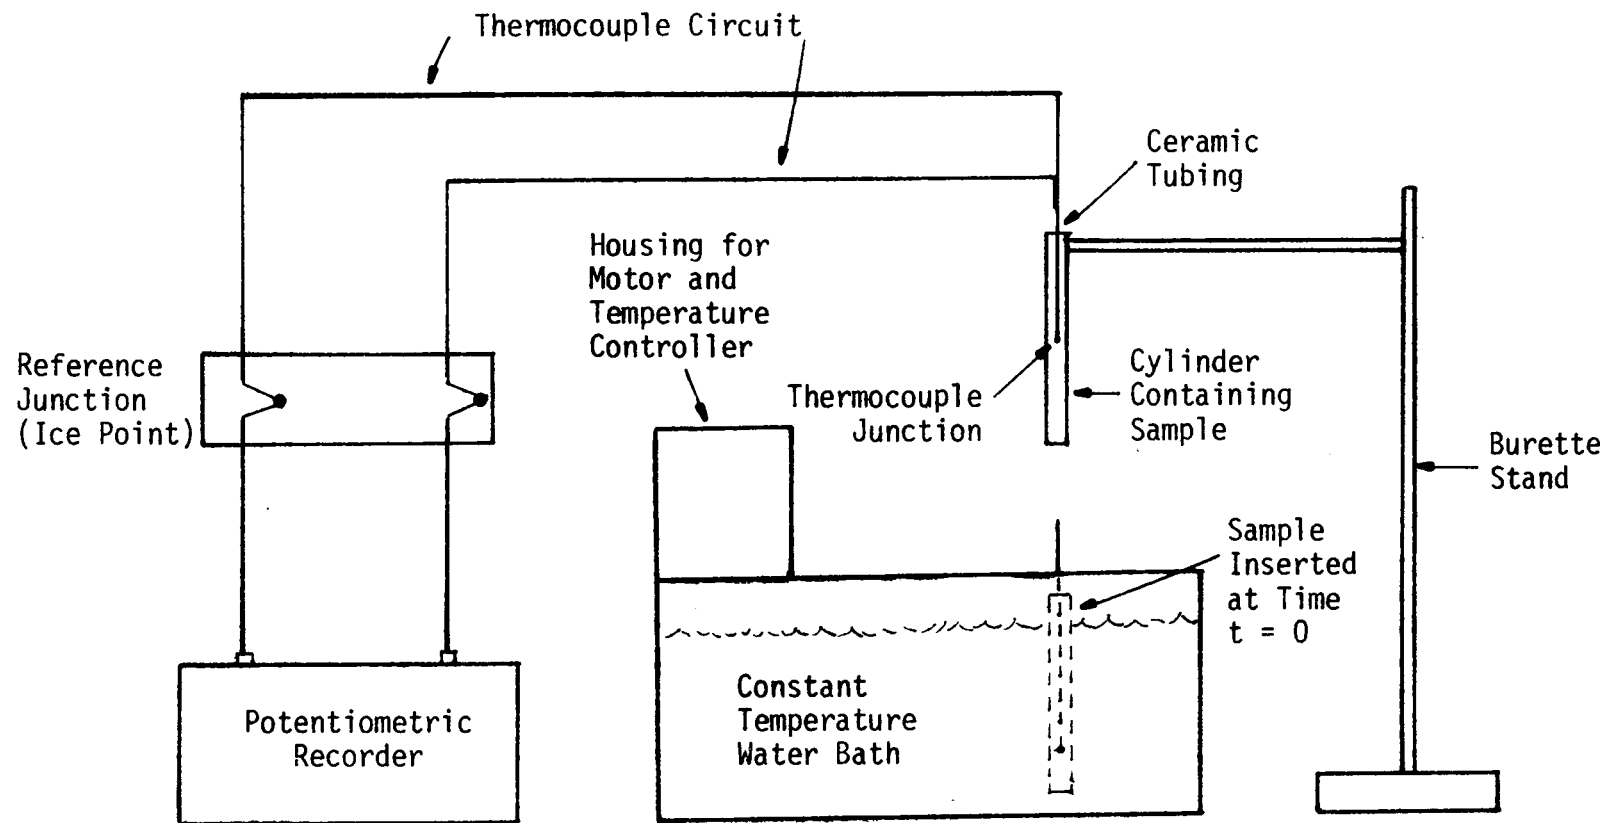 Thermocouple Circuit
Ceramic
Tubing
Housing for
Motor and
Temperature
Controller
Reference
Junction
(Ice Point)
Thermocouple
Junction
Cylinder
Containing
Sample
Burette
Stand
Sample
Inserted
at Time
t = 0
Constant
Temperature
Water Bath
Potentiometric
Recorder